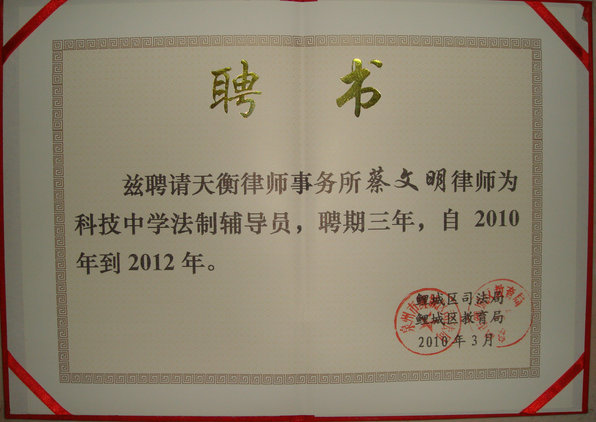 聘 书
兹聘请天衡律师事务所蔡文明律师为
科技中学法制辅导员，聘期三年，自 2010
年到 2012 年。
鲤城区司法局
鲤城区教育局
2010 年 3 月